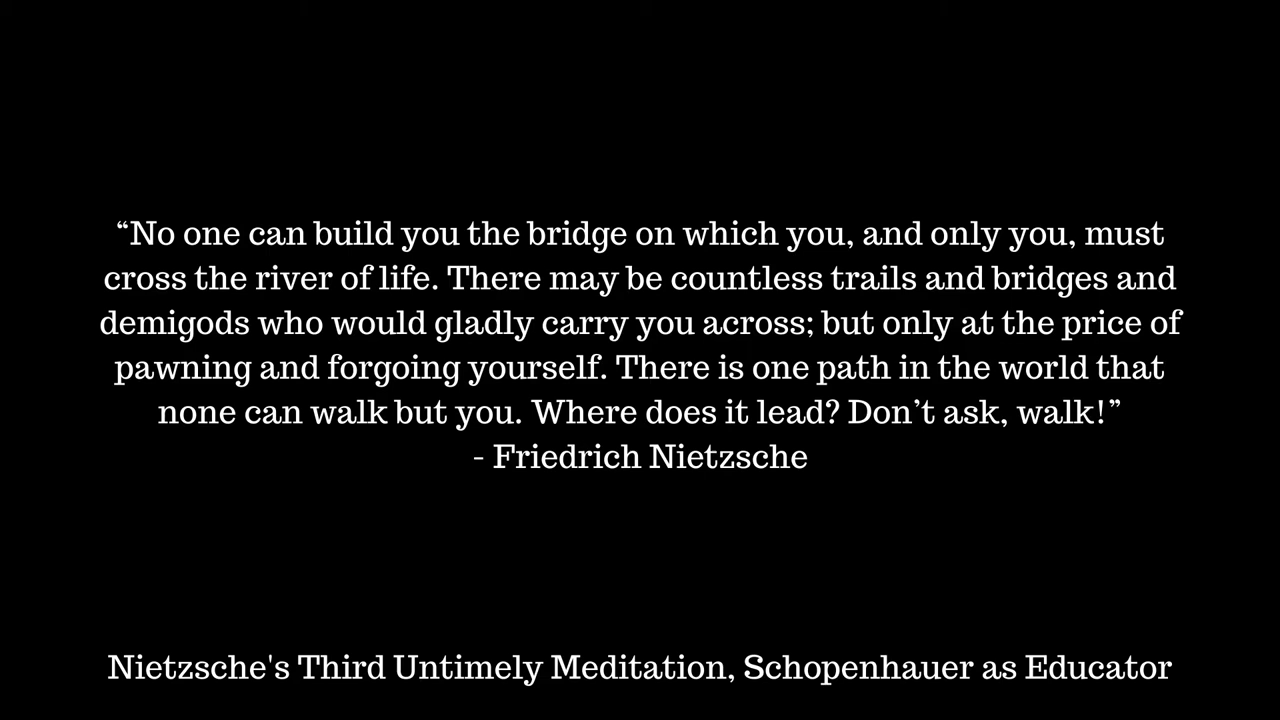 “No one can build you the bridge on which you, and only you, must
cross the river of life. There may be countless trails and bridges and
demigods who would gladly carry you across; but only at the price of
pawning and forgoing yourself. There is one path in the world that
none can walk but you. Where does it lead? Don’t ask, walk!”
- Friedrich Nietzsche
Nietzsche's Third Untimely Meditation, Schopenhauer as Educator